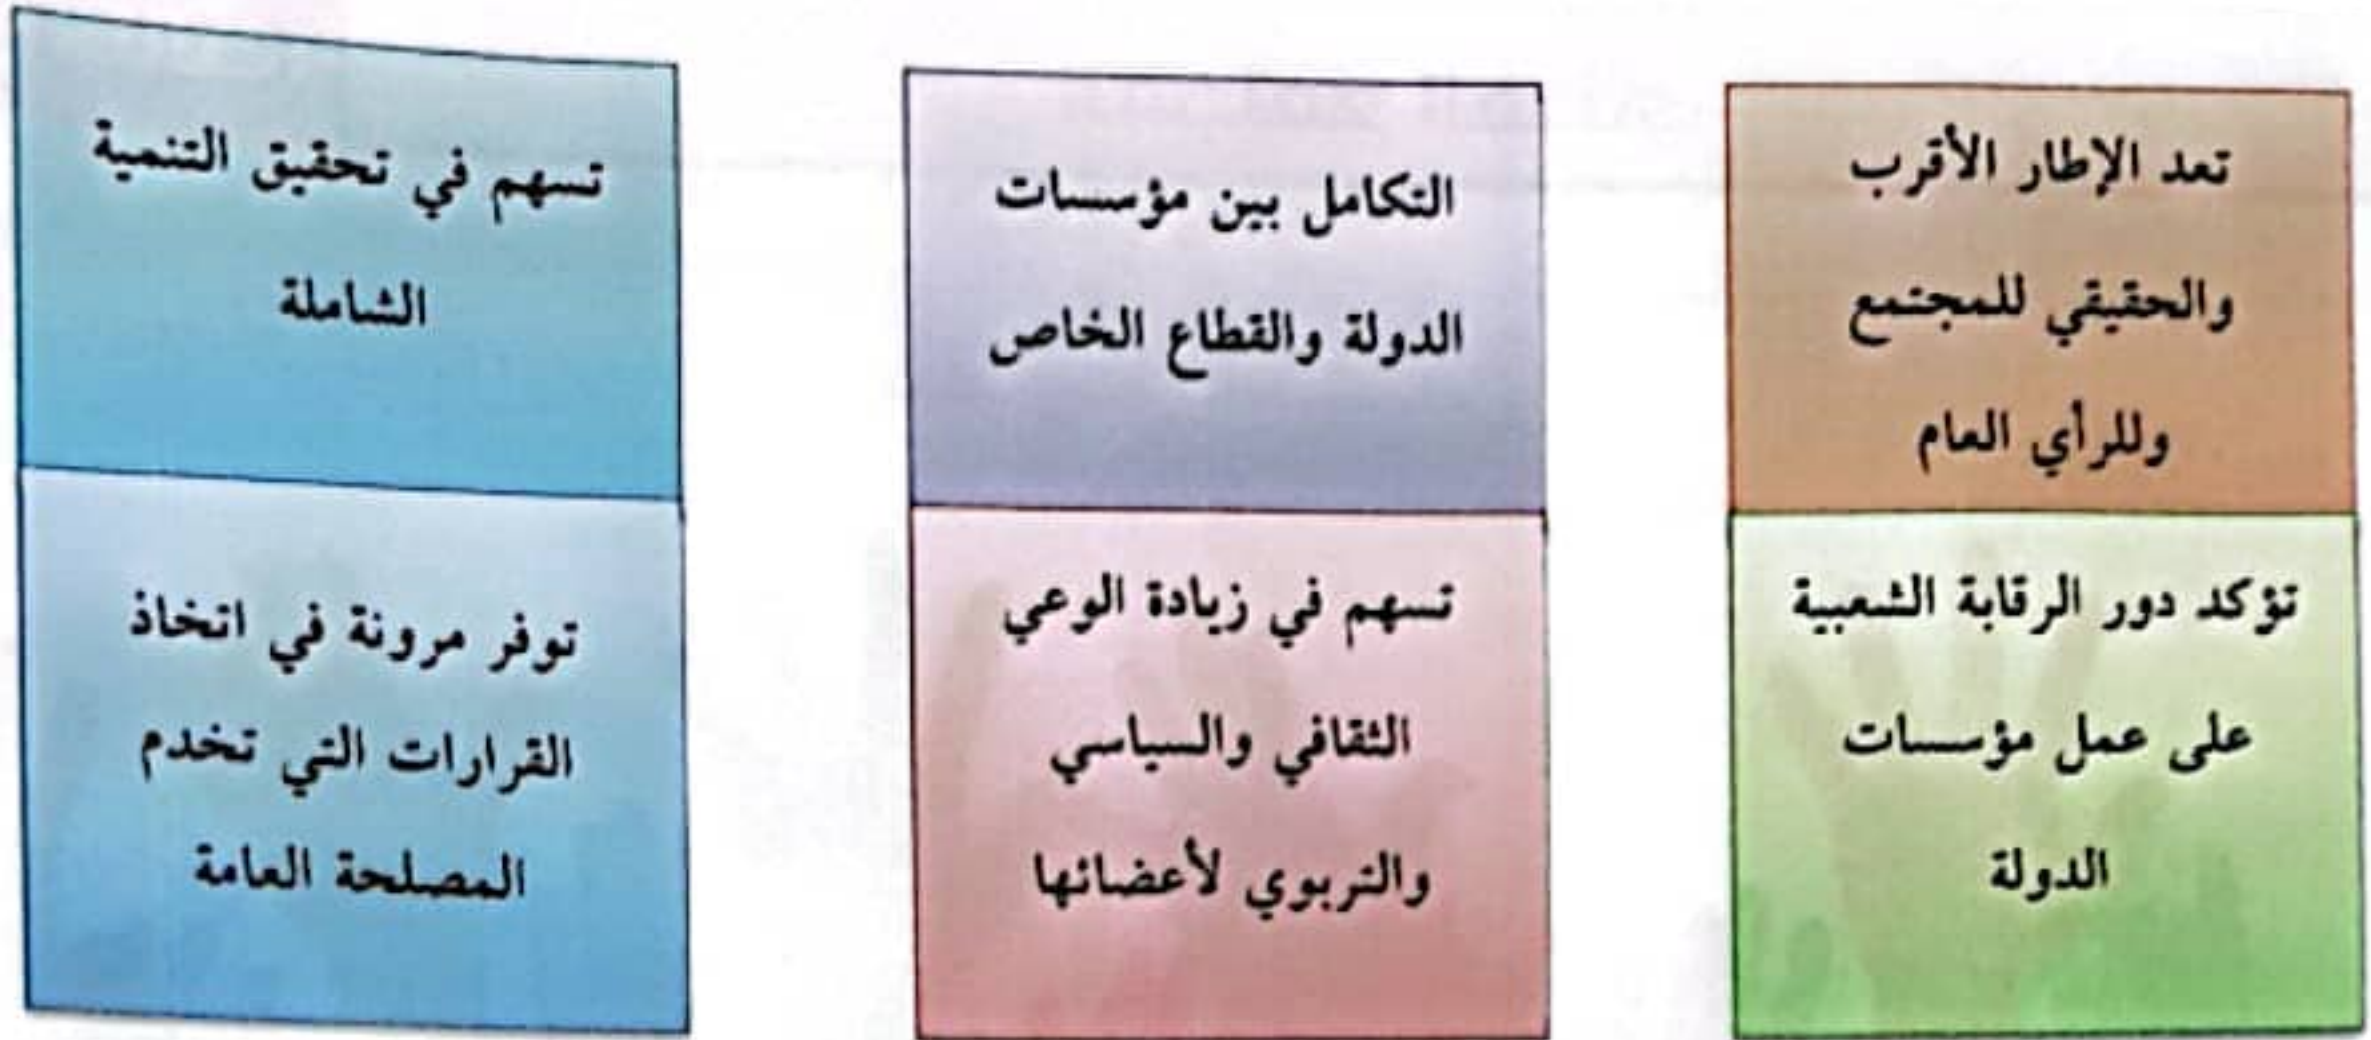 تعد الإطار الأقرب
والحقيقي للمجتمع
وللرأي العام
تؤكد دور الرقابة الشعبية
على عمل مؤسسات
الدولة
التكامل بين مؤسسات
الدولة والقطاع الخاص
تسهم في زيادة الوعي
الثقافي والسياسي
والتربوي لأعضائها
تسهم في تحقيق التنمية
الشاملة
توفر مرونة في اتخاذ
القرارات التي تخدم
المصلحة العامة